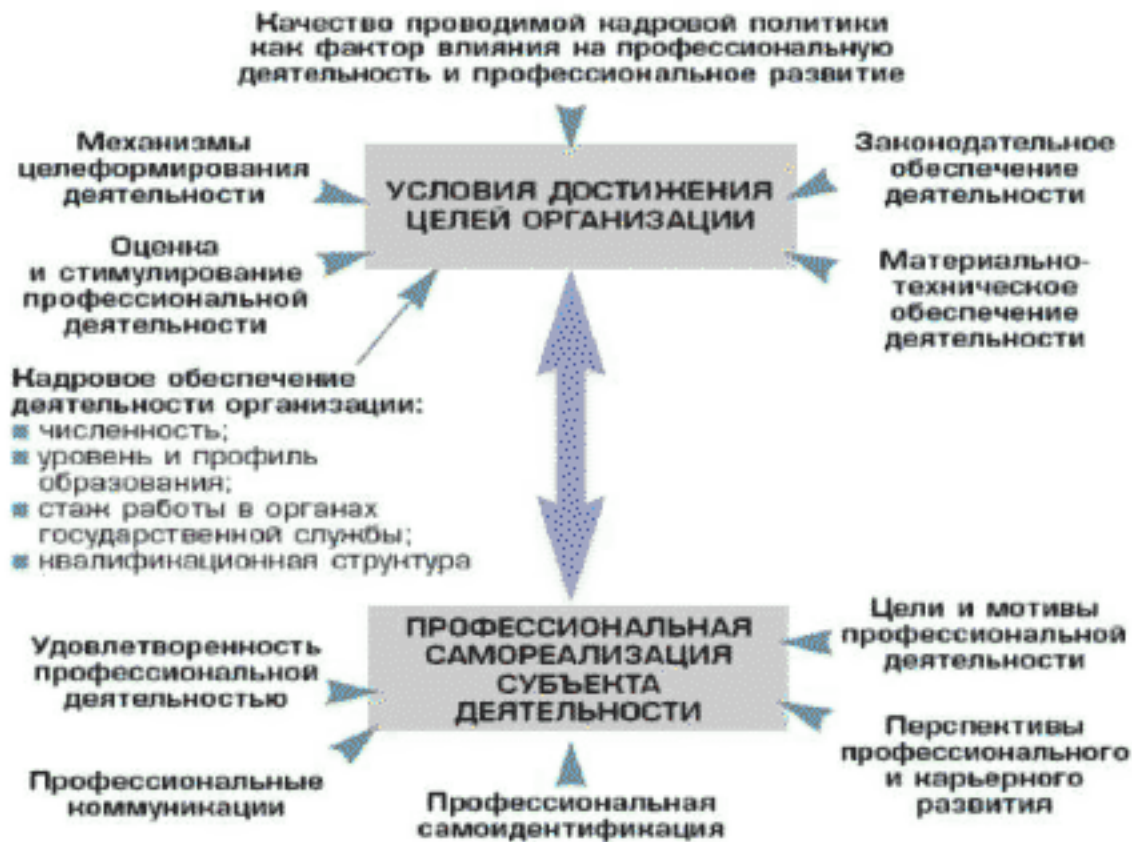 Качество проводимой кадровой политики
как фактор влияния на профессиональную
деятельность и профессиональное развитие
Механизмы
целеформирования
деятельности
УСЛОВИЯ ДОСТИЖЕНИЯ
ЦЕЛЕЙ ОРГАНИЗАЦИИ
Законодательное
обеспечение
деятельности
Оценка
и стимулирование
профессиональной
деятельности
Материально-
техническое
обеспечение
деятельности
Кадровое обеспечение
деятельности организации:
численность;
уровень и профиль
образования;
стаж работы в органах
государственной службы;
квалификационная структура
Удовлетворенность
профессиональной
деятельностью
ПРОФЕССИОНАЛЬНАЯ
САМОРЕАЛИЗАЦИЯ
СУБЪЕКТА
ДЕЯТЕЛЬНОСТИ
Цели и мотивы
профессиональной
деятельности
Профессиональные
коммуникации
Профессиональная
самоидентификация
Перспективы
профессионального
и карьерного
развития